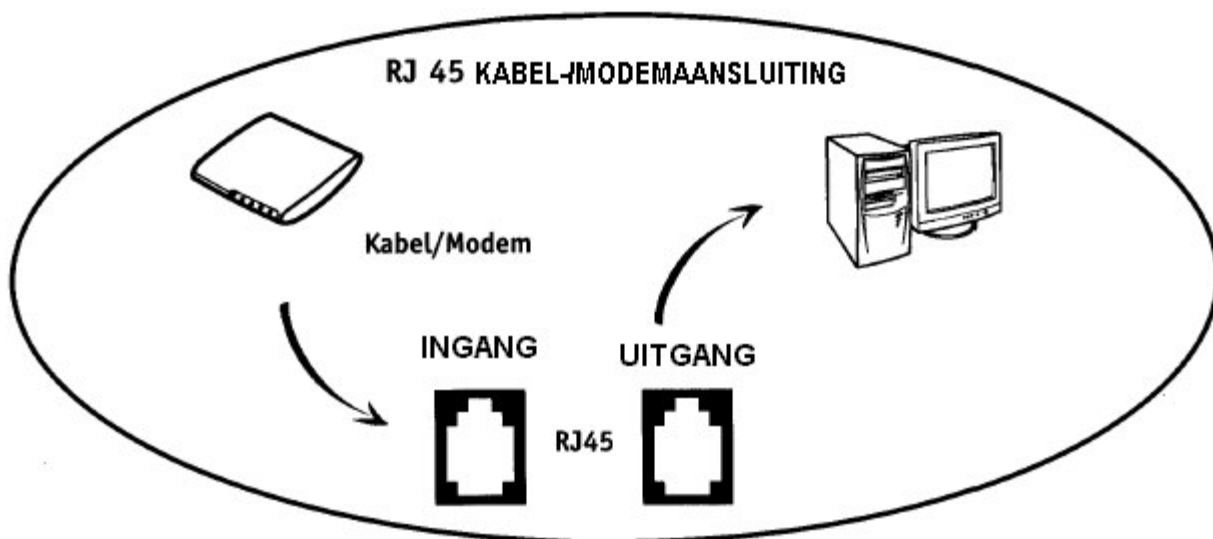 RJ 45 KABEL-/MODEMAANSLUITING
Kabel/Modem
INGANG
UITGANG
RJ45